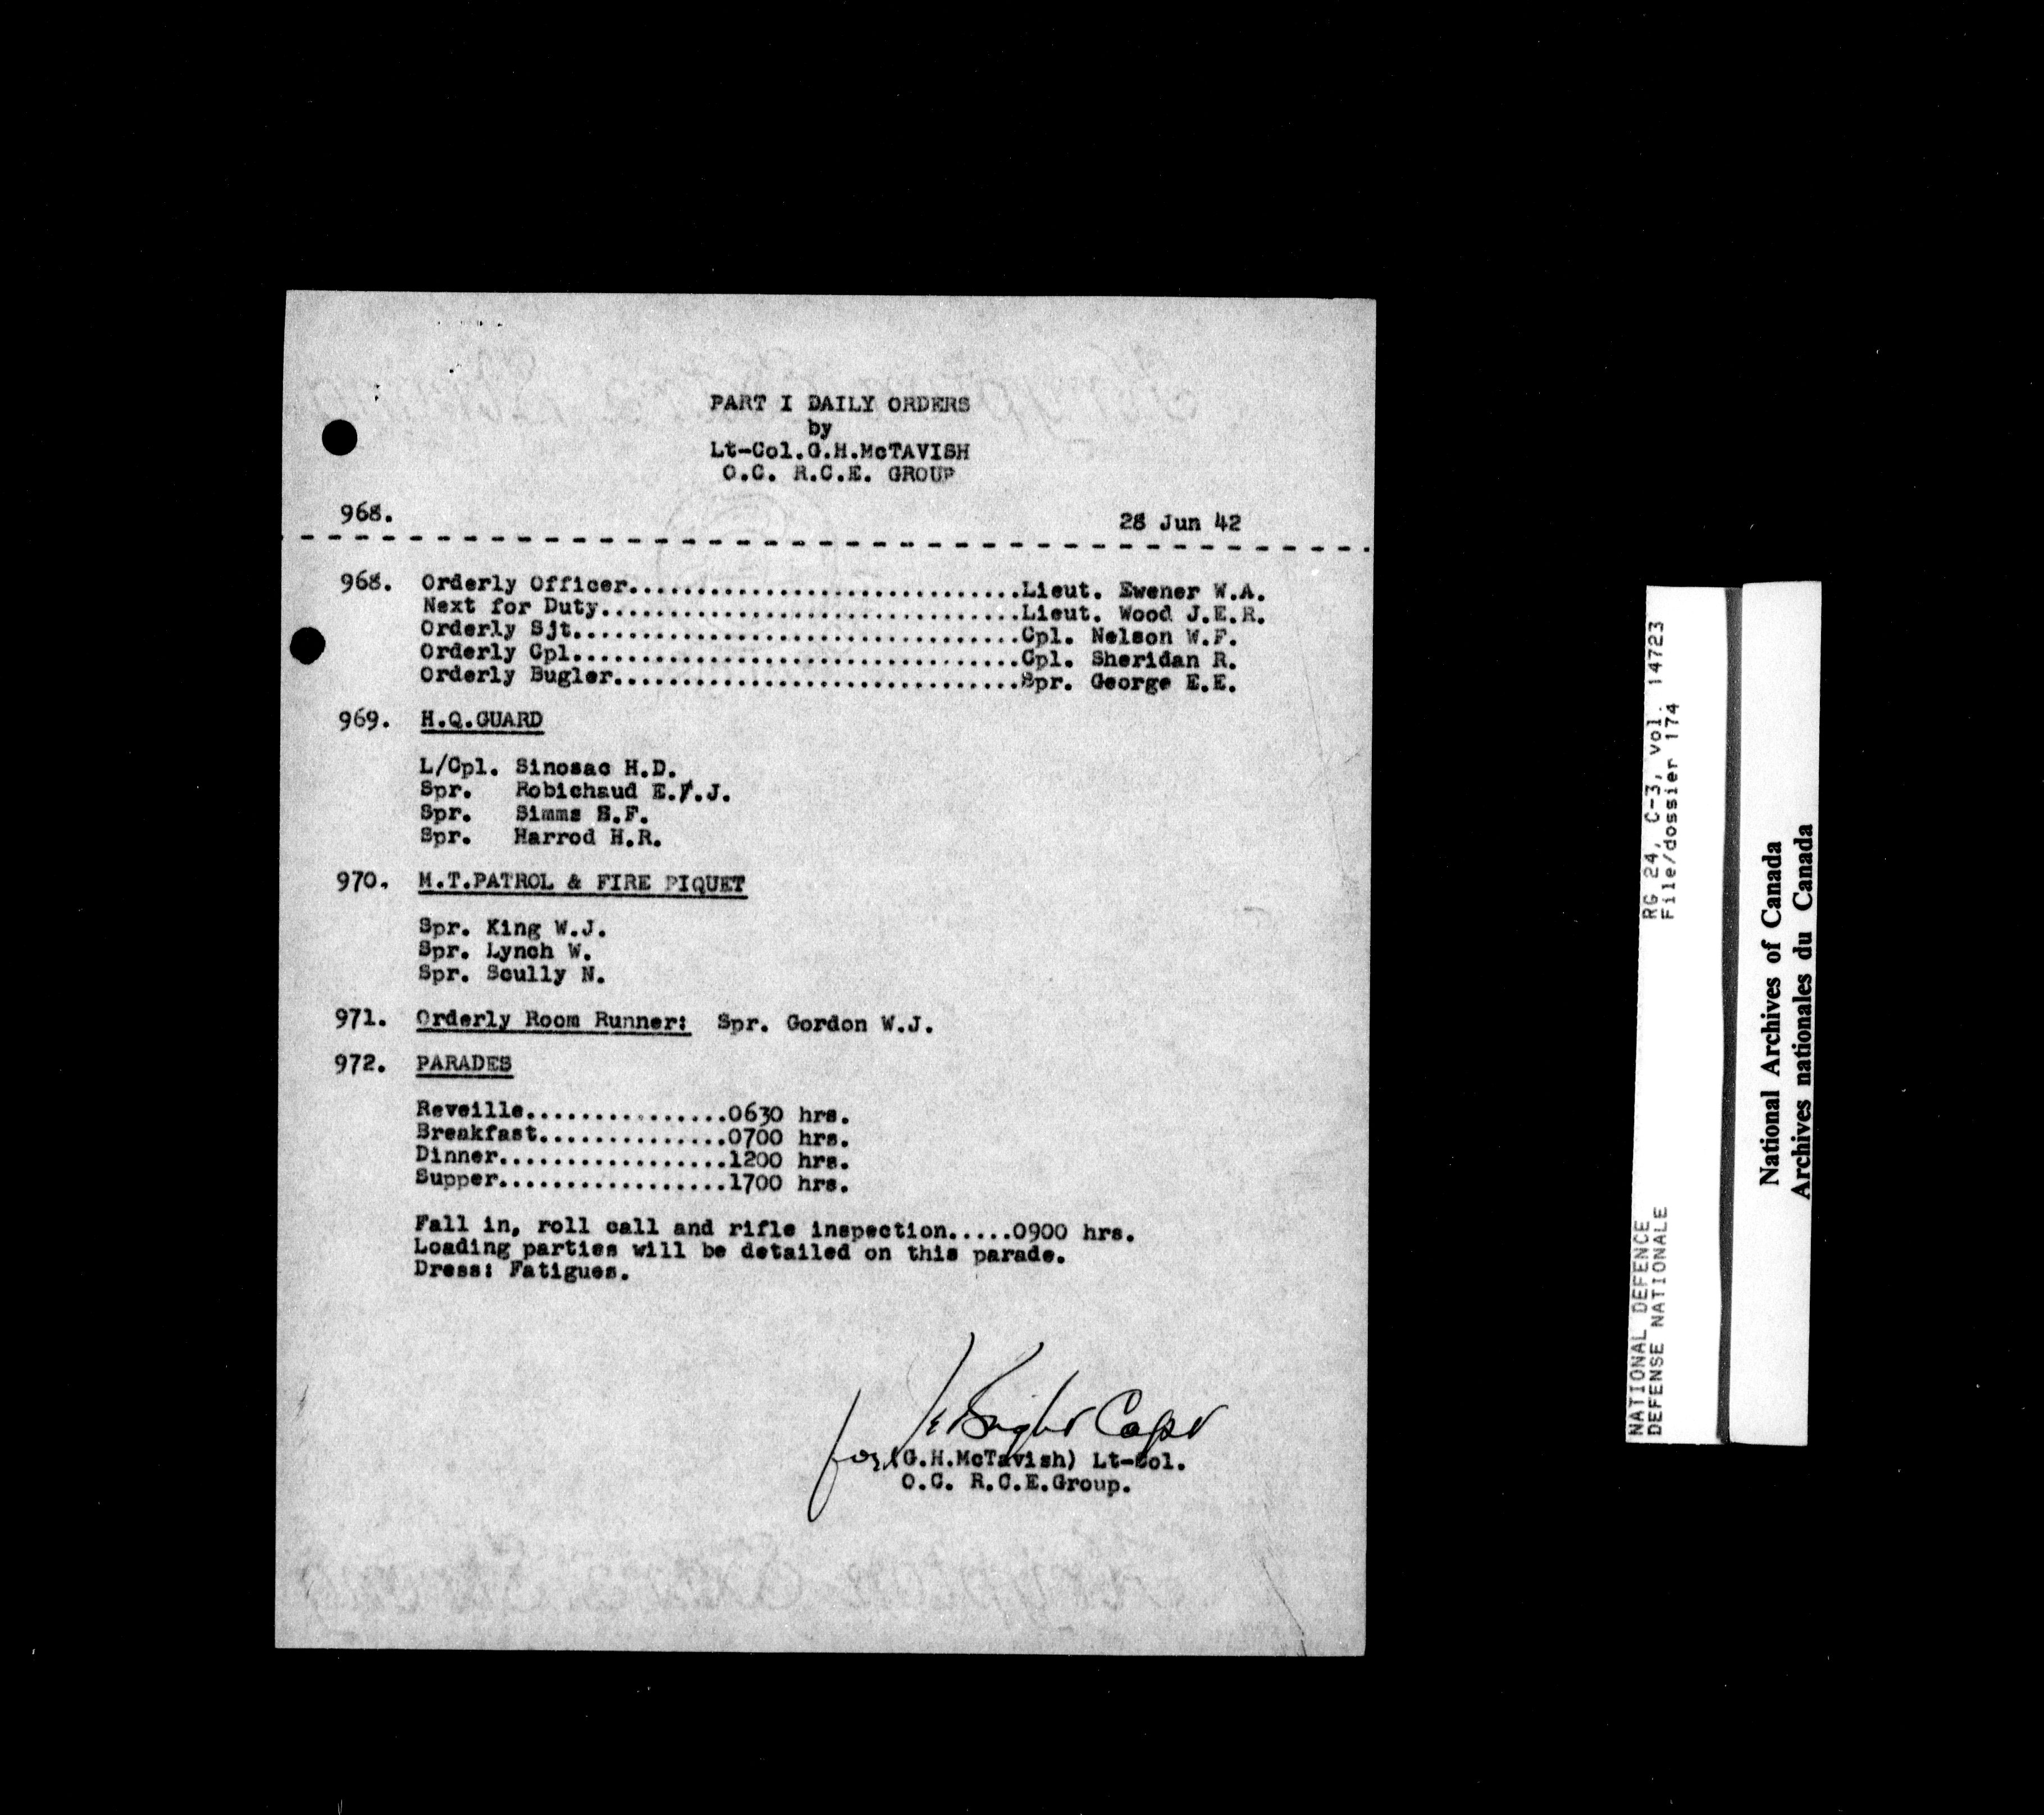 PART I DAILY ORDERS
by
Lt-Col.G.H.McTAVISH
O.C. R.C.E. GROUP
968.
28 Jun 42
968. Orderly Officer.............................Lieut. Ewener W.A.
Next for Duty...............................Lieut. Wood J.E.R.
Orderly Sjt.................................Cpl. Nelson W.F.
Orderly Cpl.................................Cpl. Sheridan R.
Orderly Bugler..............................Spr. George E.E.
969. H.Q.GUARD
L/Cpl. Sinosac H.D.
Spr. Robichaud E. .J.
Spr. Simms S.F.
Spr. Harrod H.R.
970. M.T.PATROL & FIRE PIQUET
Spr. King W.J.
Spr. Lynch W.
Spr. Scully N.
971. Orderly Room Runner: Spr. Gordon W.J.
972. PARADES
Reveille...............0630 hrs.
Breakfast..............0700 hrs.
Dinner.................1200 hrs.
Supper.................1700 hrs.
Fall in, roll call and rifle inspection.....0900 hrs.
Loading parties will be detailed on this parade.
Dress: Fatigues.
Capt
for (G.H.McTavish) Lt-Col.
O.C. R.C.E.Group.
NATIONAL DEFENCE RG 24, C-3, vol. 14723
DEFENSE NATIONALE File/dossier 174
National Archives of Canada
Archives nationales du Canada